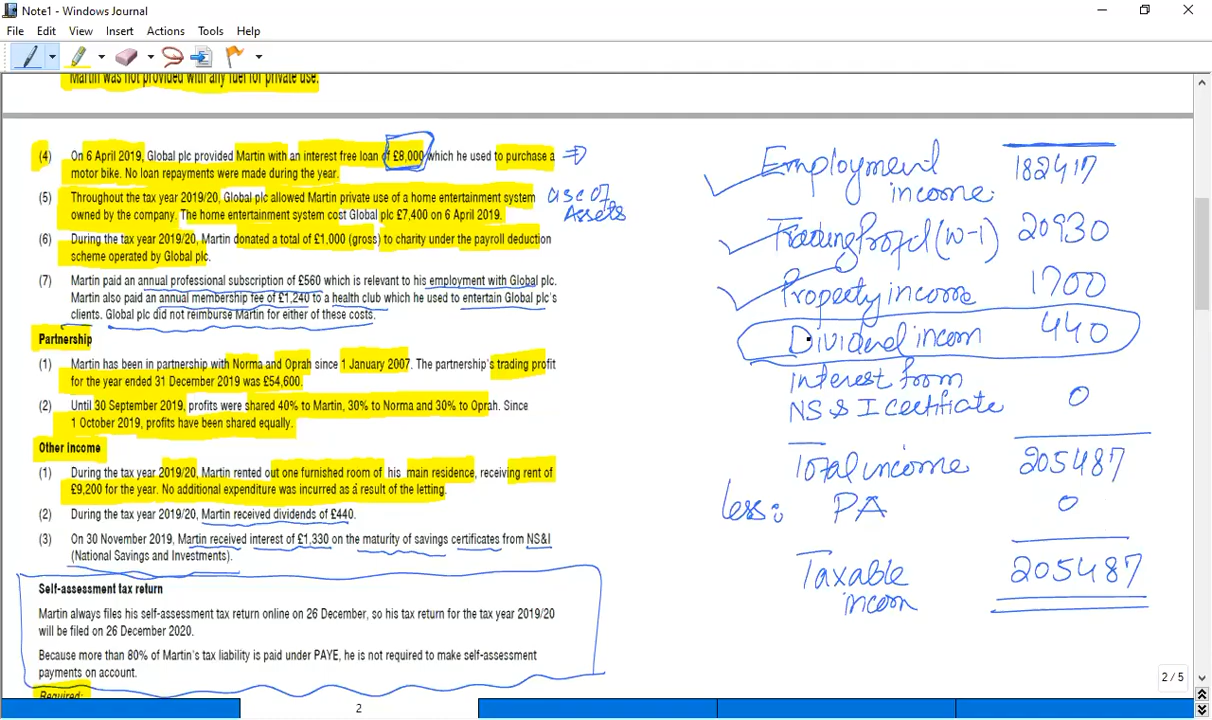 Note1 - Windows Journal
File Edit View Insert Actions Tools Help
Martin was not provided with any fuel for private use.
(4) On 6 April 2019, Global plc provided Martin with an interest free loan of £8,000 which he used to purchase a
motor bike. No loan repayments were made during the year.
(5) Throughout the tax year 2019/20, Global plc allowed Martin private use of a home entertainment system
owned by the company. The home entertainment system cost Global plc £7,400 on 6 April 2019.
use of
Assets
(6) During the tax year 2019/20, Martin donated a total of £1,000 (gross) to charity under the payroll deduction
scheme operated by Global plc.
(7) Martin paid an annual professional subscription of £560 which is relevant to his employment with Global plc.
Martin also paid an annual membership fee of £1,240 to a health club which he used to entertain Global plc's
clients. Global plc did not reimburse Martin for either of these costs.
Partnership
(1) Martin has been in partnership with Norma and Oprah since 1 January 2007. The partnership's trading profit
for the year ended 31 December 2019 was £54,600.
(2) Until 30 September 2019, profits were shared 40% to Martin, 30% to Norma and 30% to Oprah. Since
1 October 2019, profits have been shared equally.
Other income
(1) During the tax year 2019/20, Martin rented out one furnished room of his main residence, receiving rent of
£9,200 for the year. No additional expenditure was incurred as a result of the letting.
(2) During the tax year 2019/20, Martin received dividends of £440.
(3) On 30 November 2019, Martin received interest of £1,330 on the maturity of savings certificates from NS&I
(National Savings and Investments).
Self-assessment tax return
Martin always files his self-assessment tax return online on 26 December, so his tax return for the tax year 2019/20
will be filed on 26 December 2020.
Because more than 80% of Martin's tax liability is paid under PAYE, he is not required to make self-assessment
payments on account.
Required:
Employment 182417
income
Trading Profit (W-1) 20930
Property income 1700
Dividend incom 440
interest from
NS & I certificate 0
Total income 205487
less: PA 0
Taxable 205487
incom
2 / 5
2